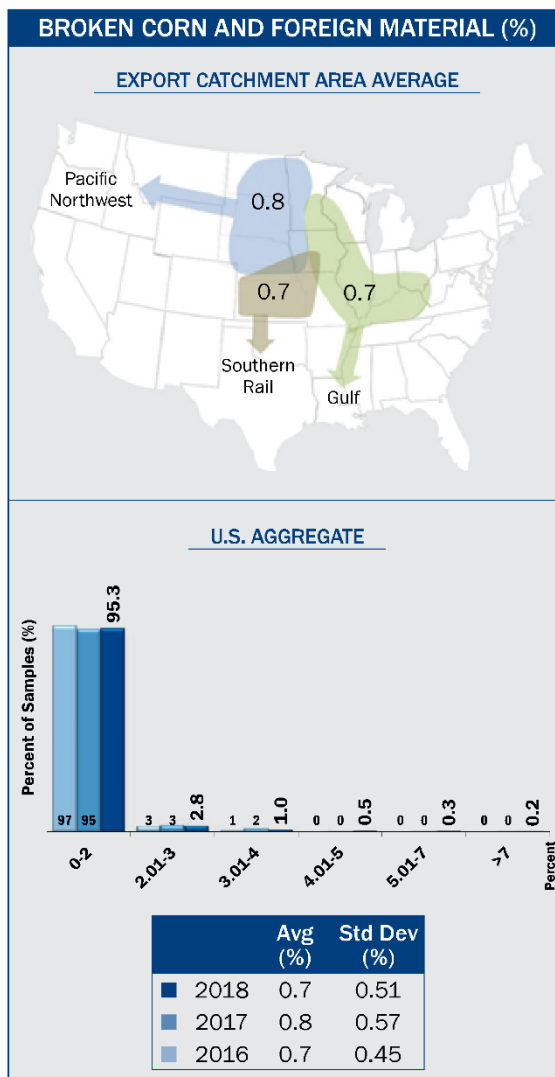 BROKEN CORN AND FOREIGN MATERIAL (%)
EXPORT CATCHMENT AREA AVERAGE
Pacific
Northwest
0.8
0.7
0.7
Southern
Rail
Gulf
U.S. AGGREGATE
Percent of Samples (%)
97 95 95.3
3 3 2.8
1 2 1.0
0 0 0.5
0 0 0.3
0 0 0.2
0-2 2.01-3 3.01-4 4.01-5 5.01-7 >7 Percent
Avg Std Dev
(%) (%)
2018 0.7 0.51
2017 0.8 0.57
2016 0.7 0.45